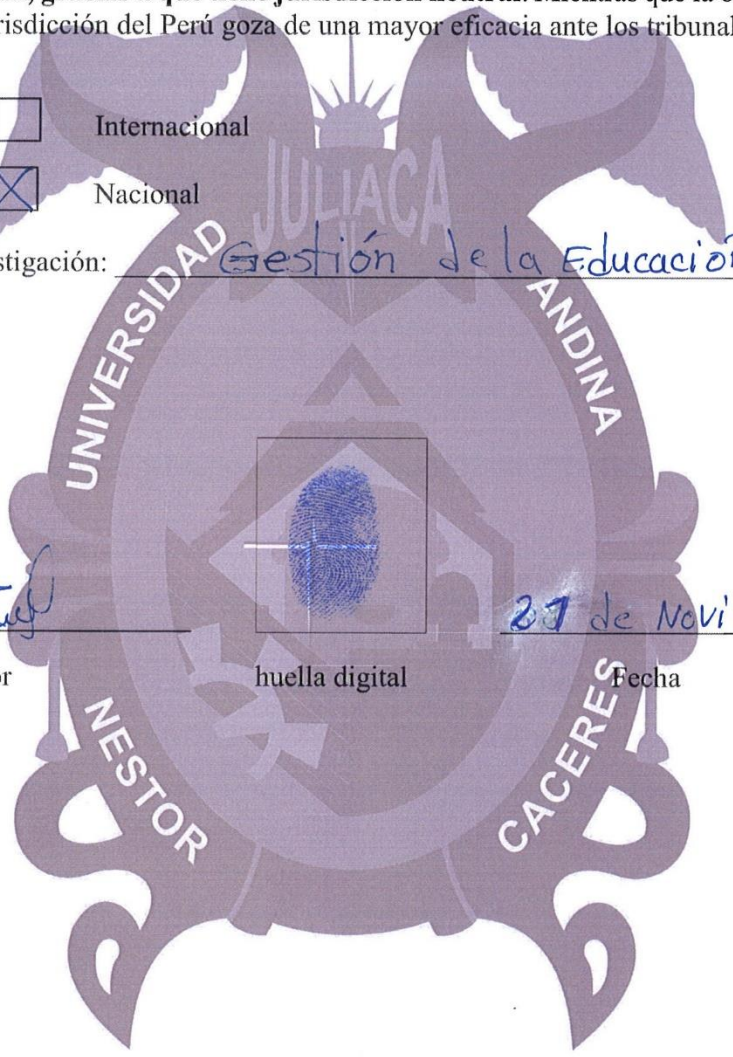 risdicción del Perú goza de una mayor eficacia ante los tribunal
Internacional
X Nacional
JULIACA
stigación: Gestión de la Educación
UNIVERSIDAD ANDINA
21 de Novi
or huella digital Fecha
NESTOR CACERES